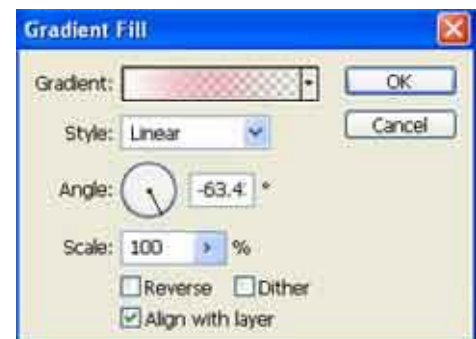 Gradient Fill
Gradient:
OK
Style: Linear
Cancel
Angle: -63.4 °
Scale: 100 %
Reverse Dither
Align with layer